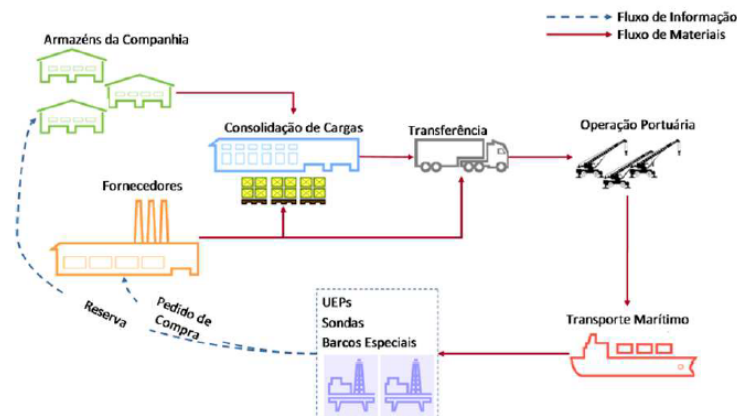 Fluxo de Informação
Fluxo de Materiais
Armazéns da Companhia
Consolidação de Cargas
Transferência
Operação Portuária
Fornecedores
Reserva
Pedido de
Compra
UEPs
Sondas
Barcos Especiais
Transporte Marítimo